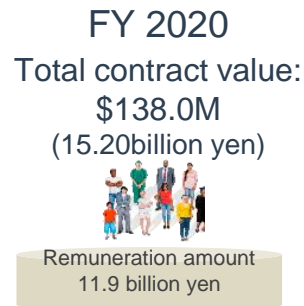 FY 2020
Total contract value:
$138.0M
(15.20billion yen)
Remuneration amount
11.9 billion yen